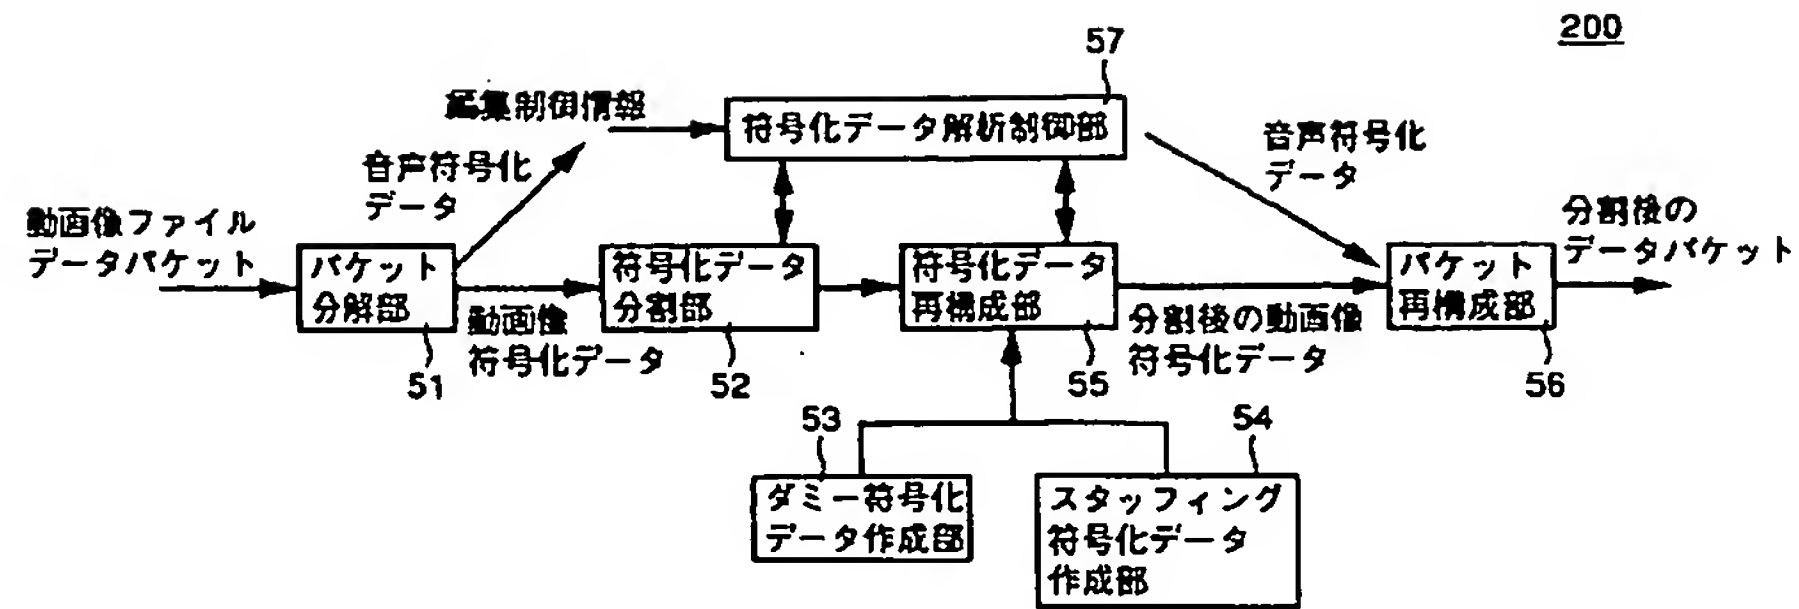 200
57
編集制御情報
符号化データ解析制御部
音声符号化
データ
音声符号化
データ
動画像ファイル
データパケット
分割後の
データパケット
パケット
分解部
符号化データ
分割部
符号化データ
再構成部
パケット
再構成部
動画像
符号化データ
分割後の動画像
符号化データ
51
52
55
56
53
54
ダミー符号化
データ作成部
スタッフィング
符号化データ
作成部